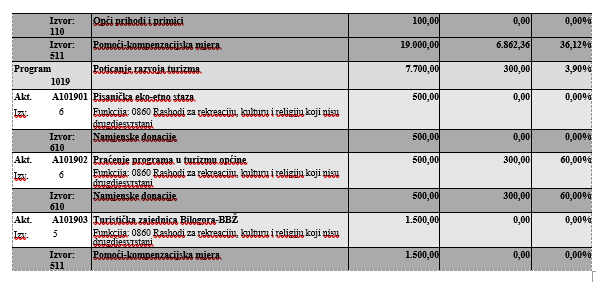 Izvor: Opći prihodi i primici 100,00 0,00 0,00%
110
Izvor: Pomoći-kompenzacijska mjera 19.000,00 6.862,36 36,12%
511
Program Poticanje razvoja turizma 7.700,00 300,00 3,90%
1019
Akt. A101901 Pisanička eko-etno staza 500,00 0,00 0,00%
Izv: 6 Funkcija: 0860 Rashodi za rekreaciju, kulturu i religiju koji nisu
drugdjesvrstani
Izvor: Namjenske donacije 500,00 0,00 0,00%
610
Akt. A101902 Praćenje programa u turizmu općine 500,00 300,00 60,00%
Izv: 6 Funkcija: 0860 Rashodi za rekreaciju, kulturu i religiju koji nisu
drugdjesvrstani
Izvor: Namjenske donacije 500,00 300,00 60,00%
610
Akt. A101903 Turistička zajednica Bilogora-BBŽ 1.500,00 0,00 0,00%
Izv: 5 Funkcija: 0860 Rashodi za rekreaciju, kulturu i religiju koji nisu
drugdjesvrstani
Izvor: Pomoći-kompenzacijska mjera 1.500,00 0,00 0,00%
511